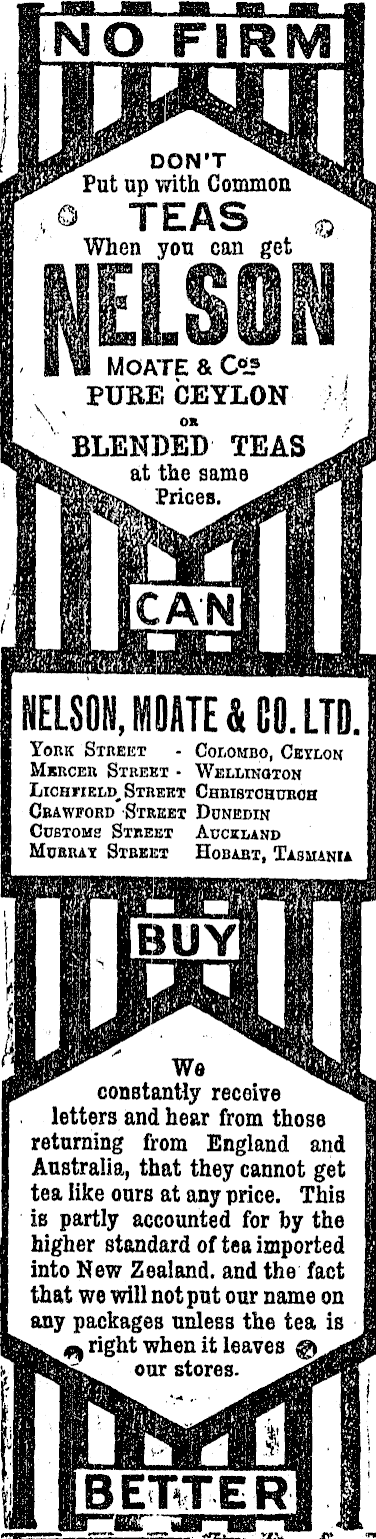 NO FIRM
DON'T
Put up with Common
TEAS
When you can get
NELSON
MOATE & Cos
PURE CEYLON
OR
BLENDED TEAS
at the same
Prices.
CAN
NELSON, MOATE & CO. LTD.
YORK STREET - COLOMBO, CEYLON
MERCER STREET - WELLINGTON
LICHFIELD STREET CHRISTCHURCH
CRAWFORD STREET DUNEDIN
CUSTOMS STREET AUCKLAND
MURRAY STREET HOBART, TASMANIA
BUY
We
constantly receive
letters and hear from those
returning from England and
Australia, that they cannot get
tea like ours at any price. This
is partly accounted for by the
higher standard of tea imported
into New Zealand. and the fact
that we will not put our name on
any packages unless the tea is
right when it leaves
our stores.
BETTER